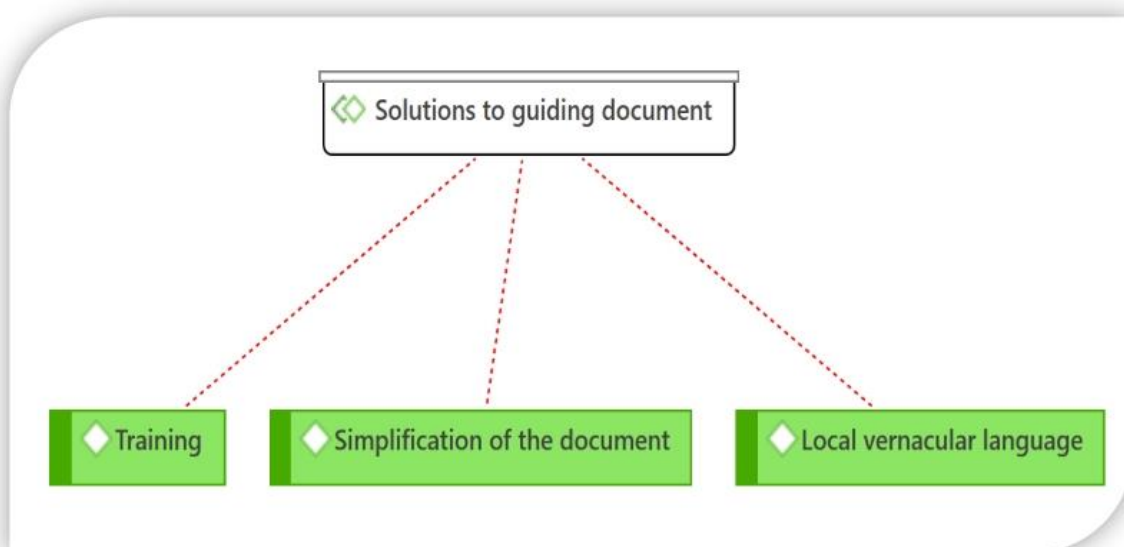 Solutions to guiding document
Training
Simplification of the document
Local vernacular language